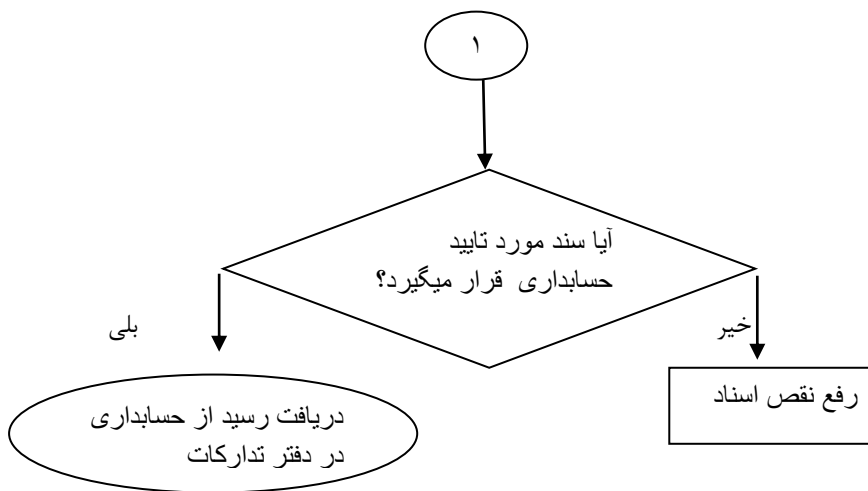 ۱
آیا سند مورد تایید
حسابداری قرار میگیرد؟
خیر
بلی
رفع نقص اسناد
دریافت رسید از حسابداری
در دفتر تدارکات